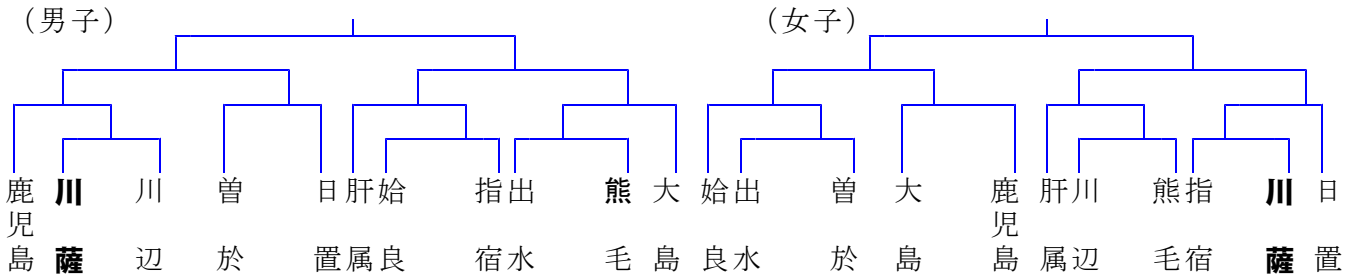 （男子）
（女子）
鹿児島
川薩
川辺
曽於
日置
肝属
姶良
指宿
出水
熊毛
大島
姶良
出水
曽於
大島
鹿児島
肝属
川辺
熊毛
指宿
川薩
日置